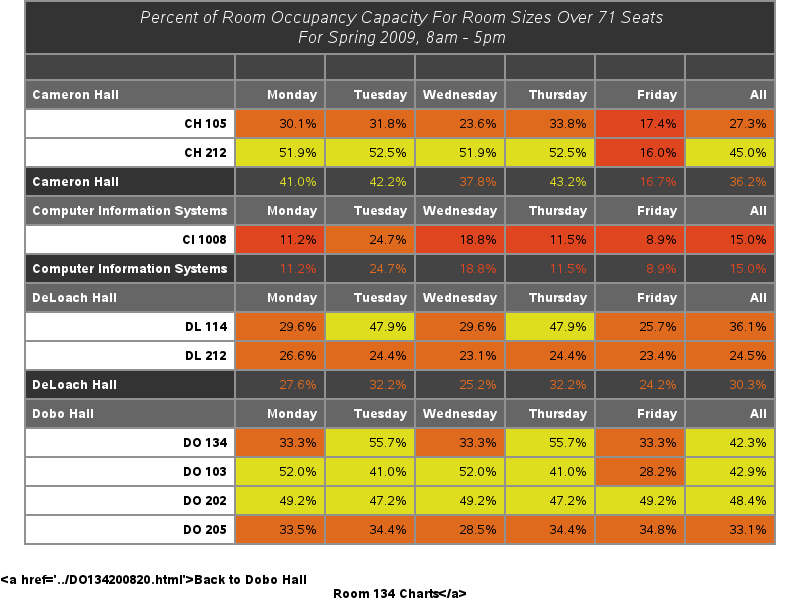 Percent of Room Occupancy Capacity For Room Sizes Over 71 Seats
For Spring 2009, 8am - 5pm
Cameron Hall Monday Tuesday Wednesday Thursday Friday All
CH 105 30.1% 31.8% 23.6% 33.8% 17.4% 27.3%
CH 212 51.9% 52.5% 51.9% 52.5% 16.0% 45.0%
Cameron Hall 41.0% 42.2% 37.8% 43.2% 16.7% 36.2%
Computer Information Systems Monday Tuesday Wednesday Thursday Friday All
CI 1008 11.2% 24.7% 18.8% 11.5% 8.9% 15.0%
Computer Information Systems 11.2% 24.7% 18.8% 11.5% 8.9% 15.0%
DeLoach Hall Monday Tuesday Wednesday Thursday Friday All
DL 114 29.6% 47.9% 29.6% 47.9% 25.7% 36.1%
DL 212 26.6% 24.4% 23.1% 24.4% 23.4% 24.5%
DeLoach Hall 27.6% 32.2% 25.2% 32.2% 24.2% 30.3%
Dobo Hall Monday Tuesday Wednesday Thursday Friday All
DO 134 33.3% 55.7% 33.3% 55.7% 33.3% 42.3%
DO 103 52.0% 41.0% 52.0% 41.0% 28.2% 42.9%
DO 202 49.2% 47.2% 49.2% 47.2% 49.2% 48.4%
DO 205 33.5% 34.4% 28.5% 34.4% 34.8% 33.1%
&lt;a href='../DO134200820.html'&gt;Back to Dobo Hall
Room 134 Charts&lt;/a&gt;